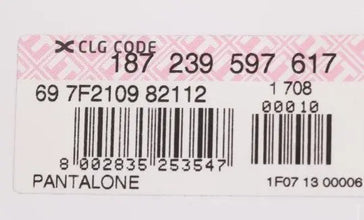 CLG CODE
187 239 597 617
69 7F2109 82112
1 708
00010
8 002835 253547
PANTALONE
1F07 13 00006